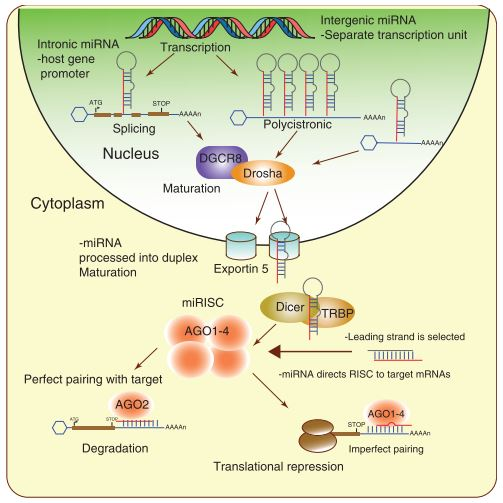 Intergenic miRNA
-Separate transcription unit
Intronic miRNA
-host gene
promoter
Transcription
ATG
STOP
AAAAn
Splicing
AAAAn
Polycistronic
AAAAn
Nucleus
DGCR8
Drosha
Maturation
Cytoplasm
-miRNA
processed into duplex
Maturation
Exportin 5
miRISC
Dicer
TRBP
AGO1-4
-Leading strand is selected
-miRNA directs RISC to target mRNAs
Perfect pairing with target
AGO2
ATG
STOP
AAAAn
Degradation
AGO1-4
STOP
AAAAn
Imperfect pairing
Translational repression